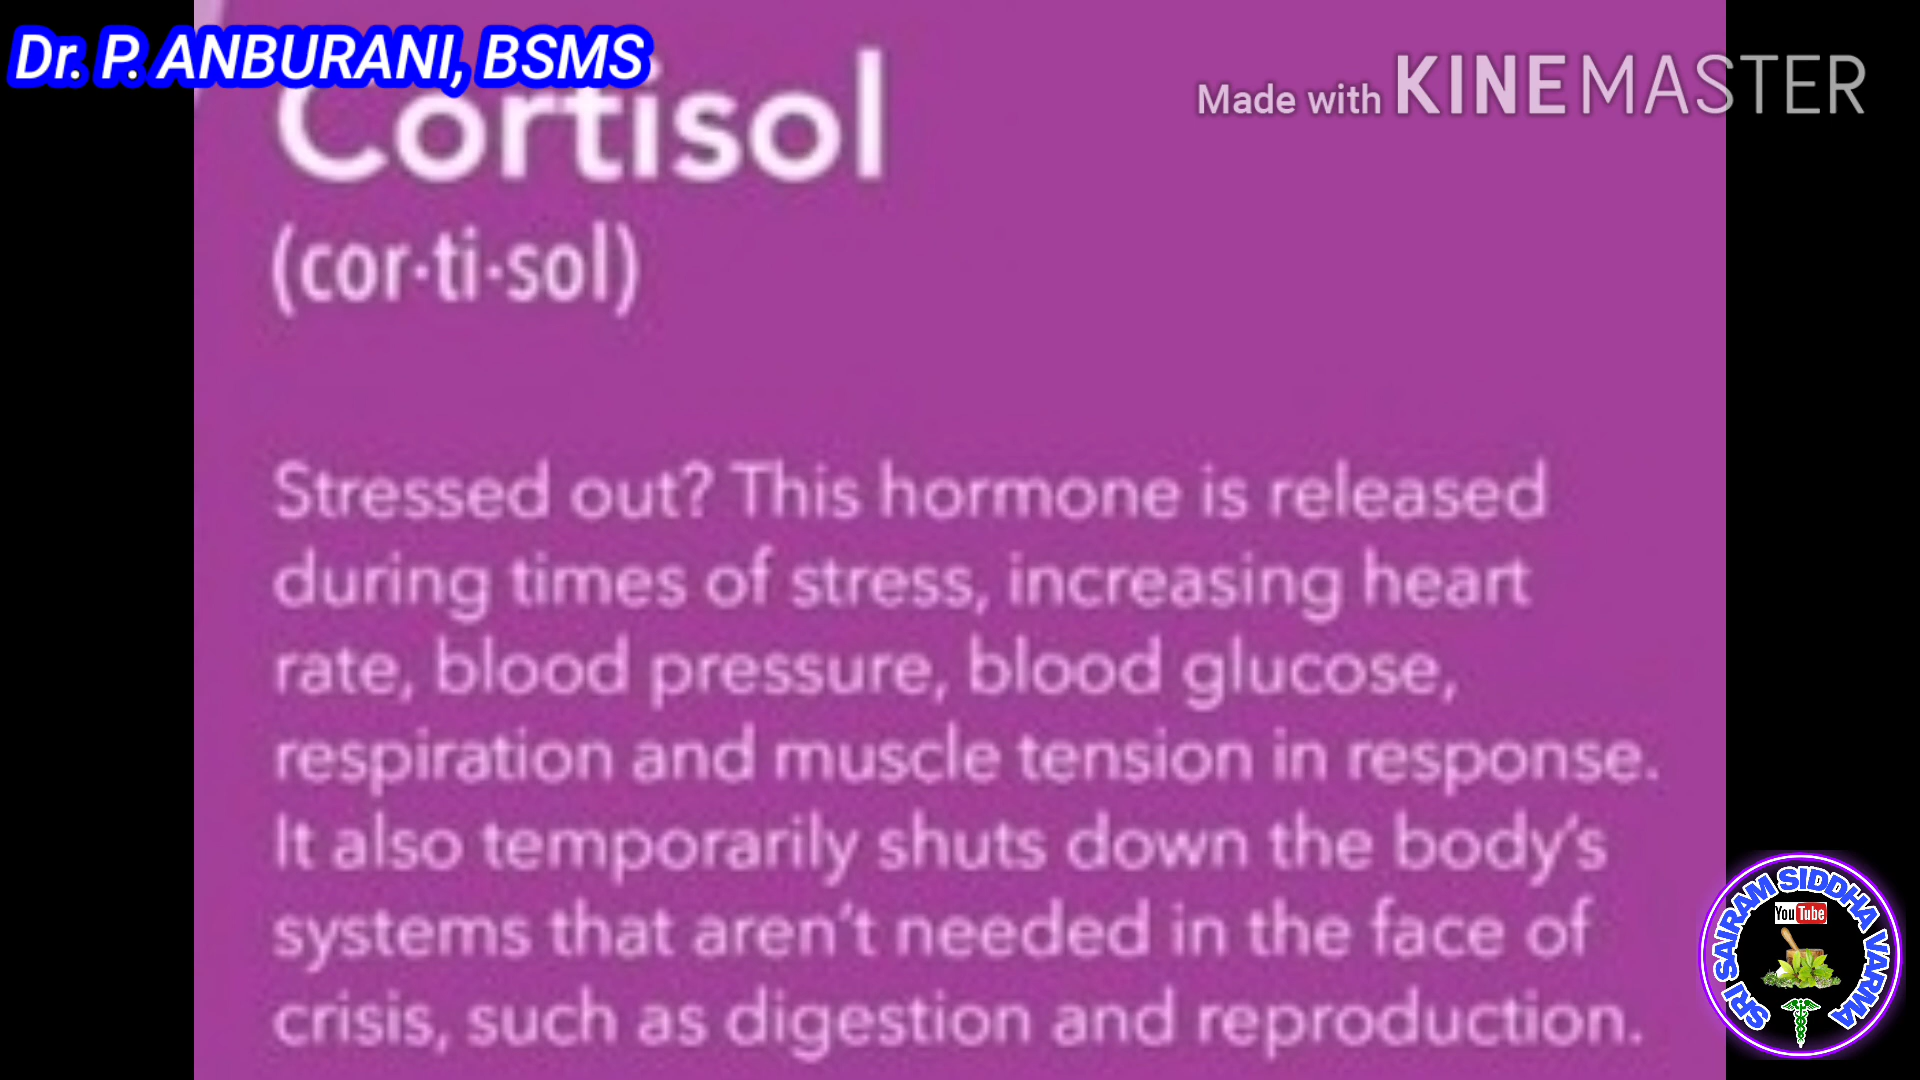 Dr. P. ANBURANI, BSMS
Made with KINEMASTER
Cortisol
(cor·ti·sol)
Stressed out? This hormone is released
during times of stress, increasing heart
rate, blood pressure, blood glucose,
respiration and muscle tension in response.
It also temporarily shuts down the body’s
systems that aren’t needed in the face of
crisis, such as digestion and reproduction.
SRI SAIRAM SIDDHA VARMA
YouTube